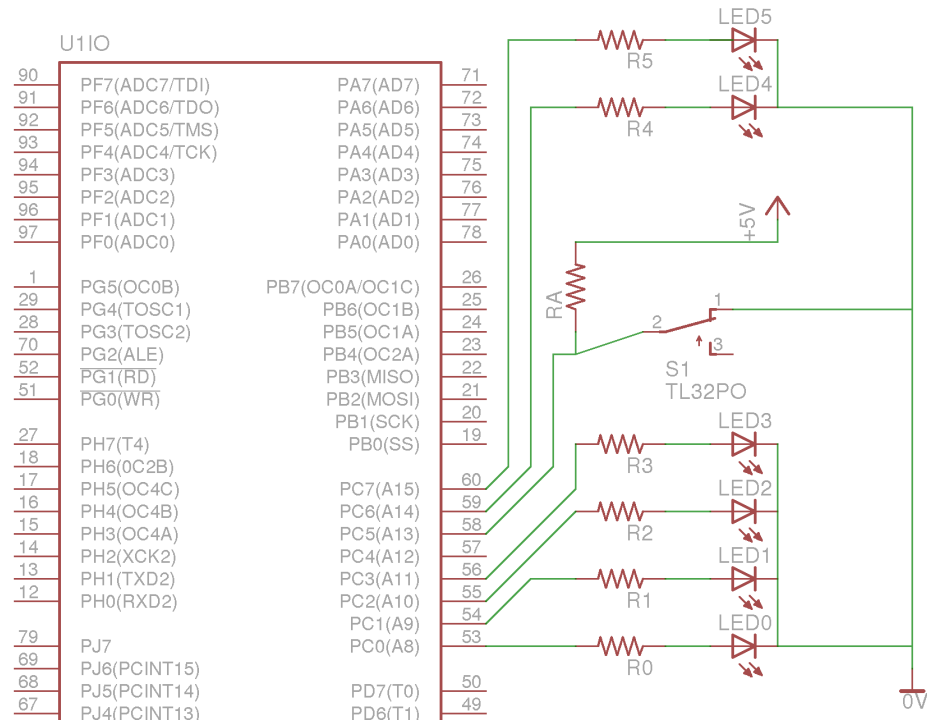 U1IO
90 PF7(ADC7/TDI) PA7(AD7) 71
91 PF6(ADC6/TDO) PA6(AD6) 72
92 PF5(ADC5/TMS) PA5(AD5) 73
93 PF4(ADC4/TCK) PA4(AD4) 74
94 PF3(ADC3) PA3(AD3) 75
95 PF2(ADC2) PA2(AD2) 76
96 PF1(ADC1) PA1(AD1) 77
97 PF0(ADC0) PA0(AD0) 78
1 PG5(OC0B) PB7(OC0A/OC1C) 26
29 PG4(TOSC1) PB6(OC1B) 25
28 PG3(TOSC2) PB5(OC1A) 24
70 PG2(ALE) PB4(OC2A) 23
52 PG1(RD) PB3(MISO) 22
51 PG0(WR) PB2(MOSI) 21
PB1(SCK) 20
27 PH7(T4) PB0(SS) 19
18 PH6(0C2B)
17 PH5(OC4C) PC7(A15) 60
16 PH4(OC4B) PC6(A14) 59
15 PH3(OC4A) PC5(A13) 58
14 PH2(XCK2) PC4(A12) 57
13 PH1(TXD2) PC3(A11) 56
12 PH0(RXD2) PC2(A10) 55
PC1(A9) 54
79 PJ7 PC0(A8) 53
69 PJ6(PCINT15)
68 PJ5(PCINT14) PD7(T0) 50
67 PJ4(PCINT13) PD6(T1) 49
LED5
R5
LED4
R4
+5V
RA
1
2
3
S1
TL32PO
LED3
R3
LED2
R2
LED1
R1
LED0
R0
0V